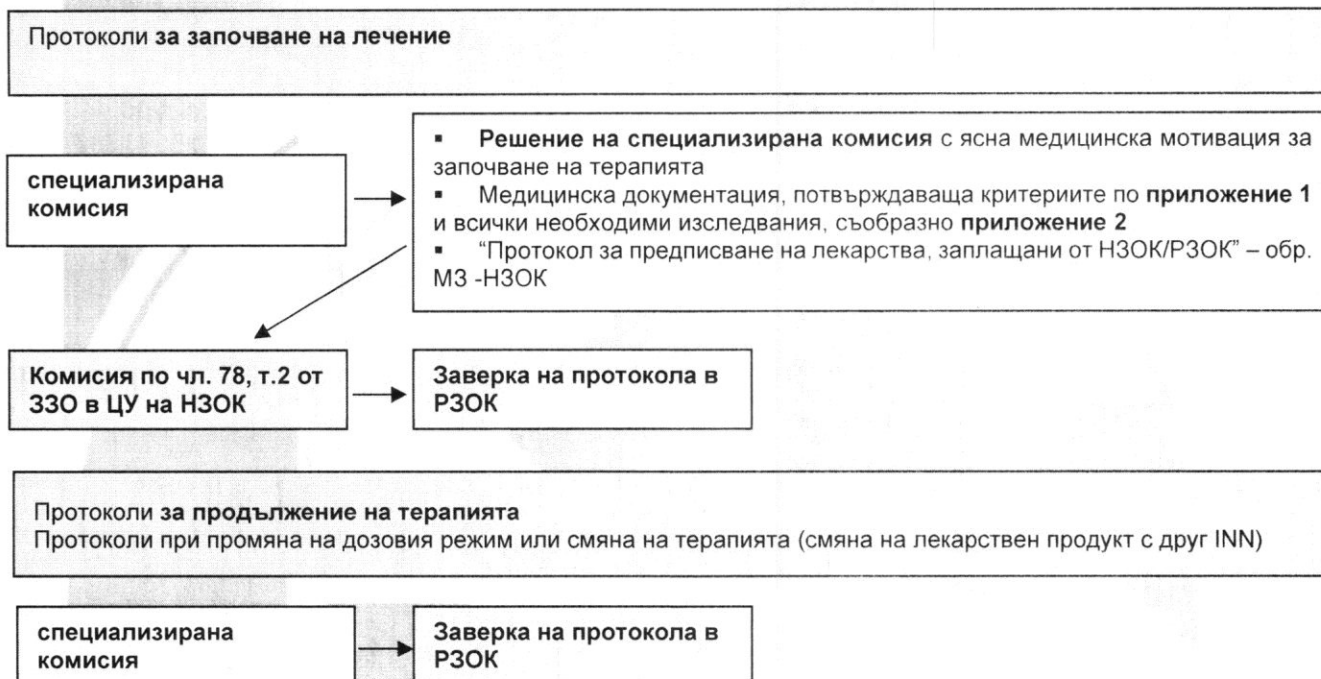 Протоколи за започване на лечение
специализирана
комисия
▪ Решение на специализирана комисия с ясна медицинска мотивация за
започване на терапията
▪ Медицинска документация, потвърждаваща критериите по приложение 1
и всички необходими изследвания, съобразно приложение 2
▪ “Протокол за предписване на лекарства, заплащани от НЗОК/РЗОК” – обр.
МЗ -НЗОК
Комисия по чл. 78, т.2 от
ЗЗО в ЦУ на НЗОК
Заверка на протокола в
РЗОК
Протоколи за продължение на терапията
Протоколи при промяна на дозовия режим или смяна на терапията (смяна на лекарствен продукт с друг INN)
специализирана
комисия
Заверка на протокола в
РЗОК